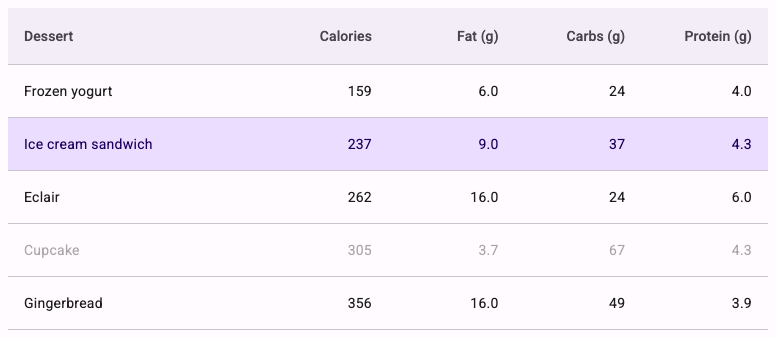 Dessert Calories Fat (g) Carbs (g) Protein (g)
Frozen yogurt 159 6.0 24 4.0
Ice cream sandwich 237 9.0 37 4.3
Eclair 262 16.0 24 6.0
Cupcake 305 3.7 67 4.3
Gingerbread 356 16.0 49 3.9